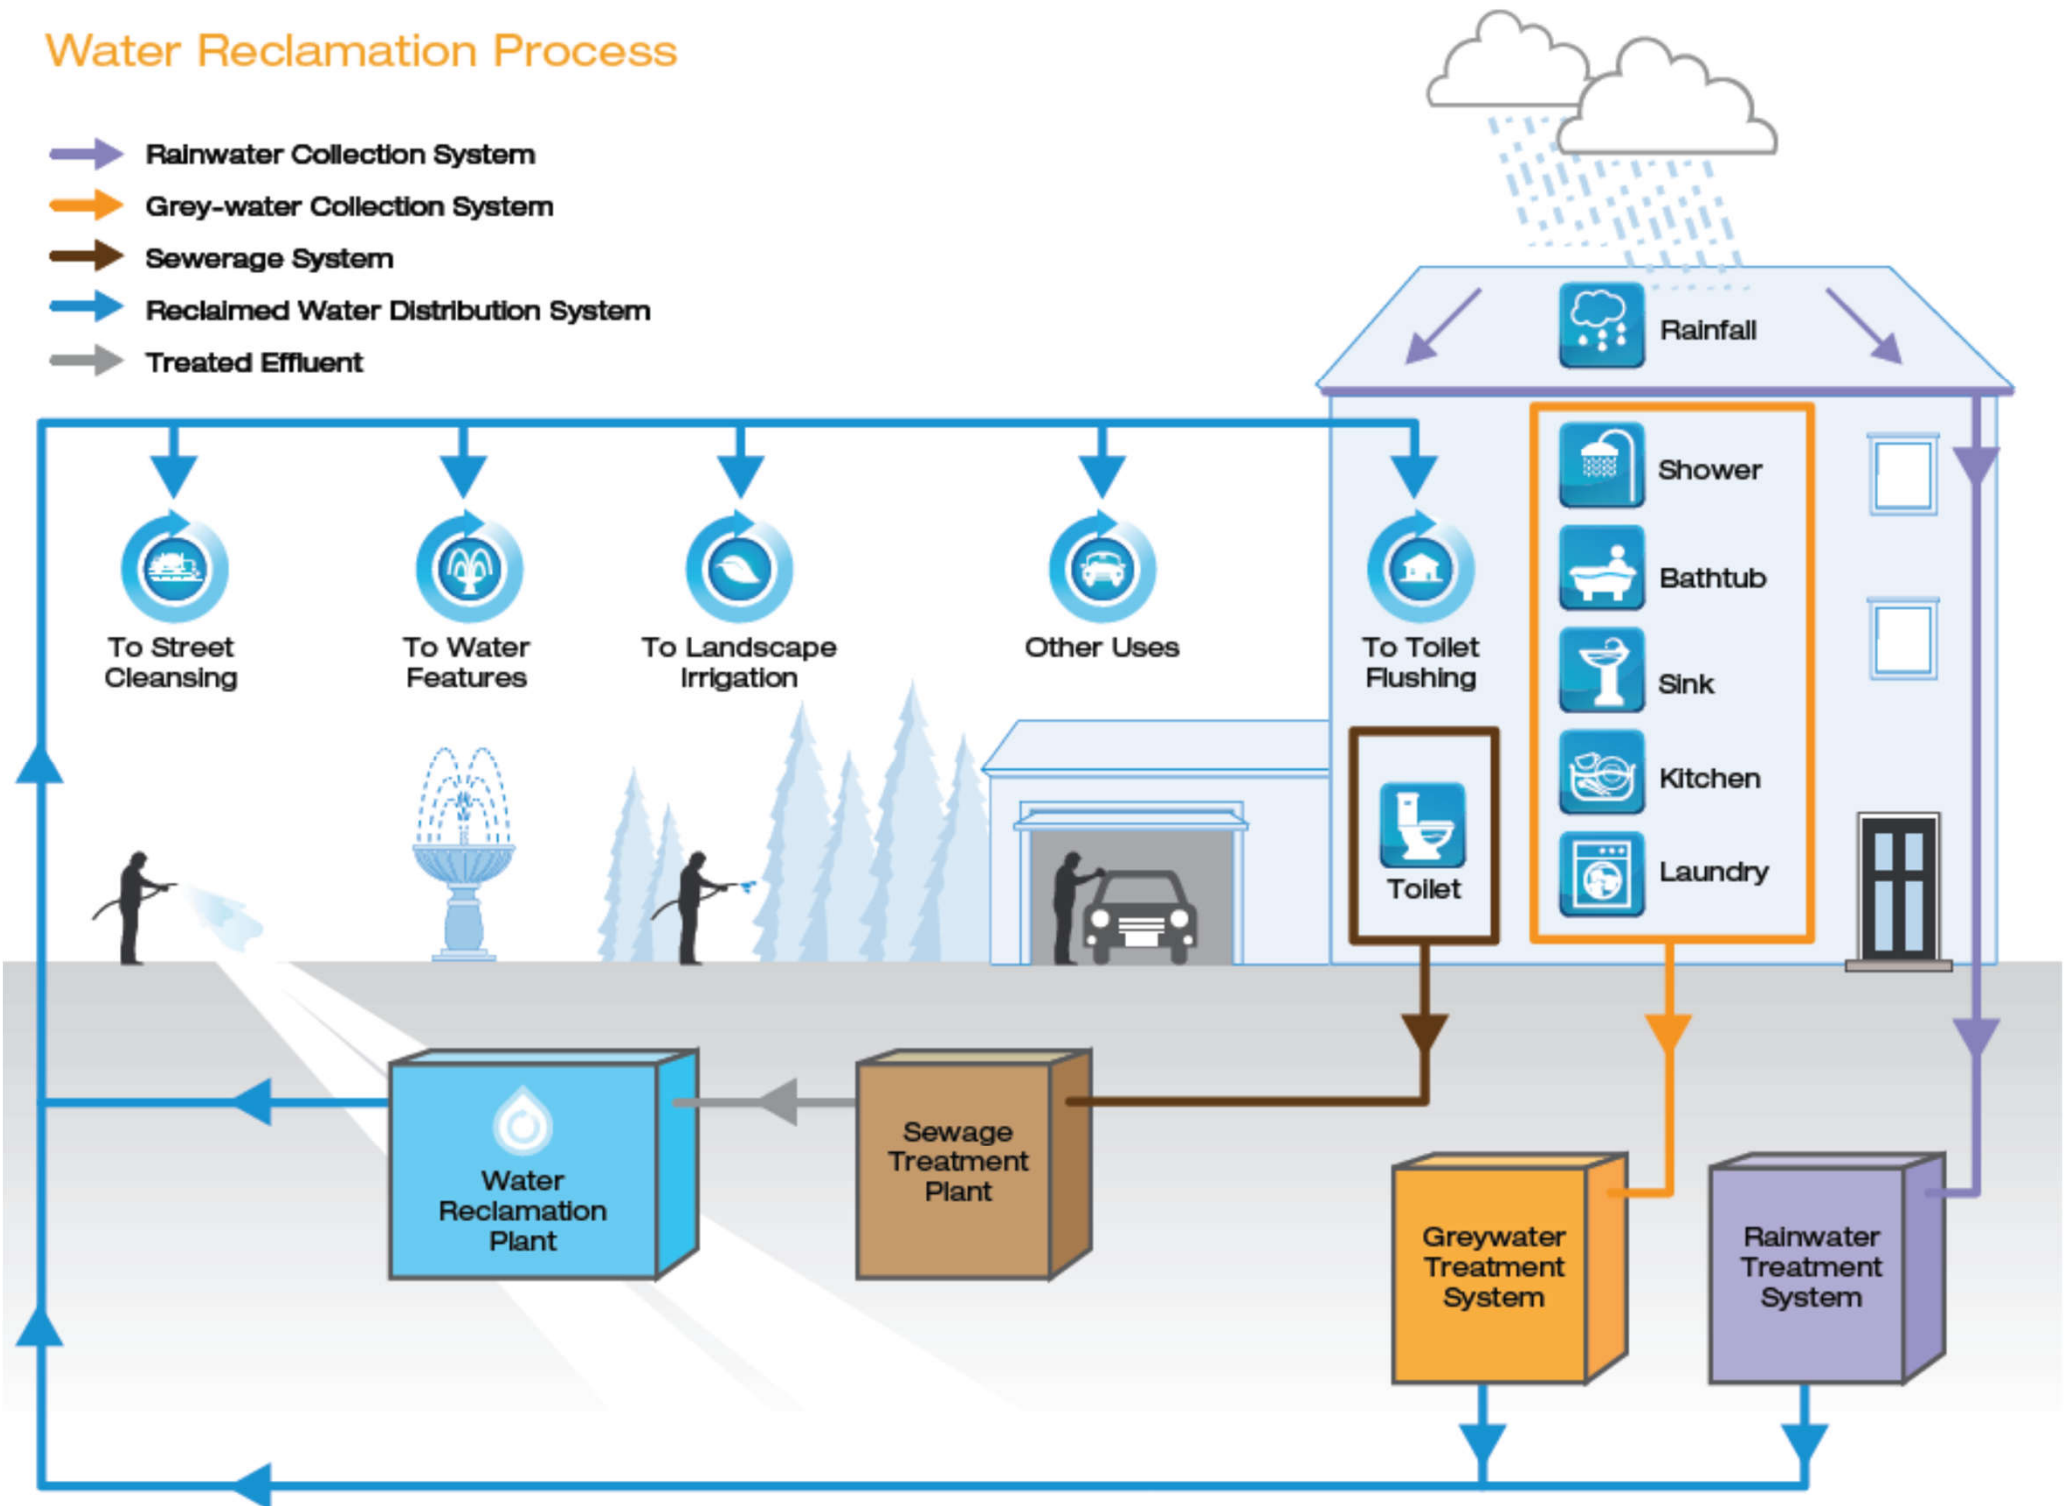 Water Reclamation Process
Rainwater Collection System
Grey-water Collection System
Sewerage System
Reclaimed Water Distribution System
Treated Effluent
Rainfall
Shower
Bathtub
Sink
Kitchen
Laundry
To Street
Cleansing
To Water
Features
To Landscape
Irrigation
Other Uses
To Toilet
Flushing
Toilet
Water
Reclamation
Plant
Sewage
Treatment
Plant
Greywater
Treatment
System
Rainwater
Treatment
System